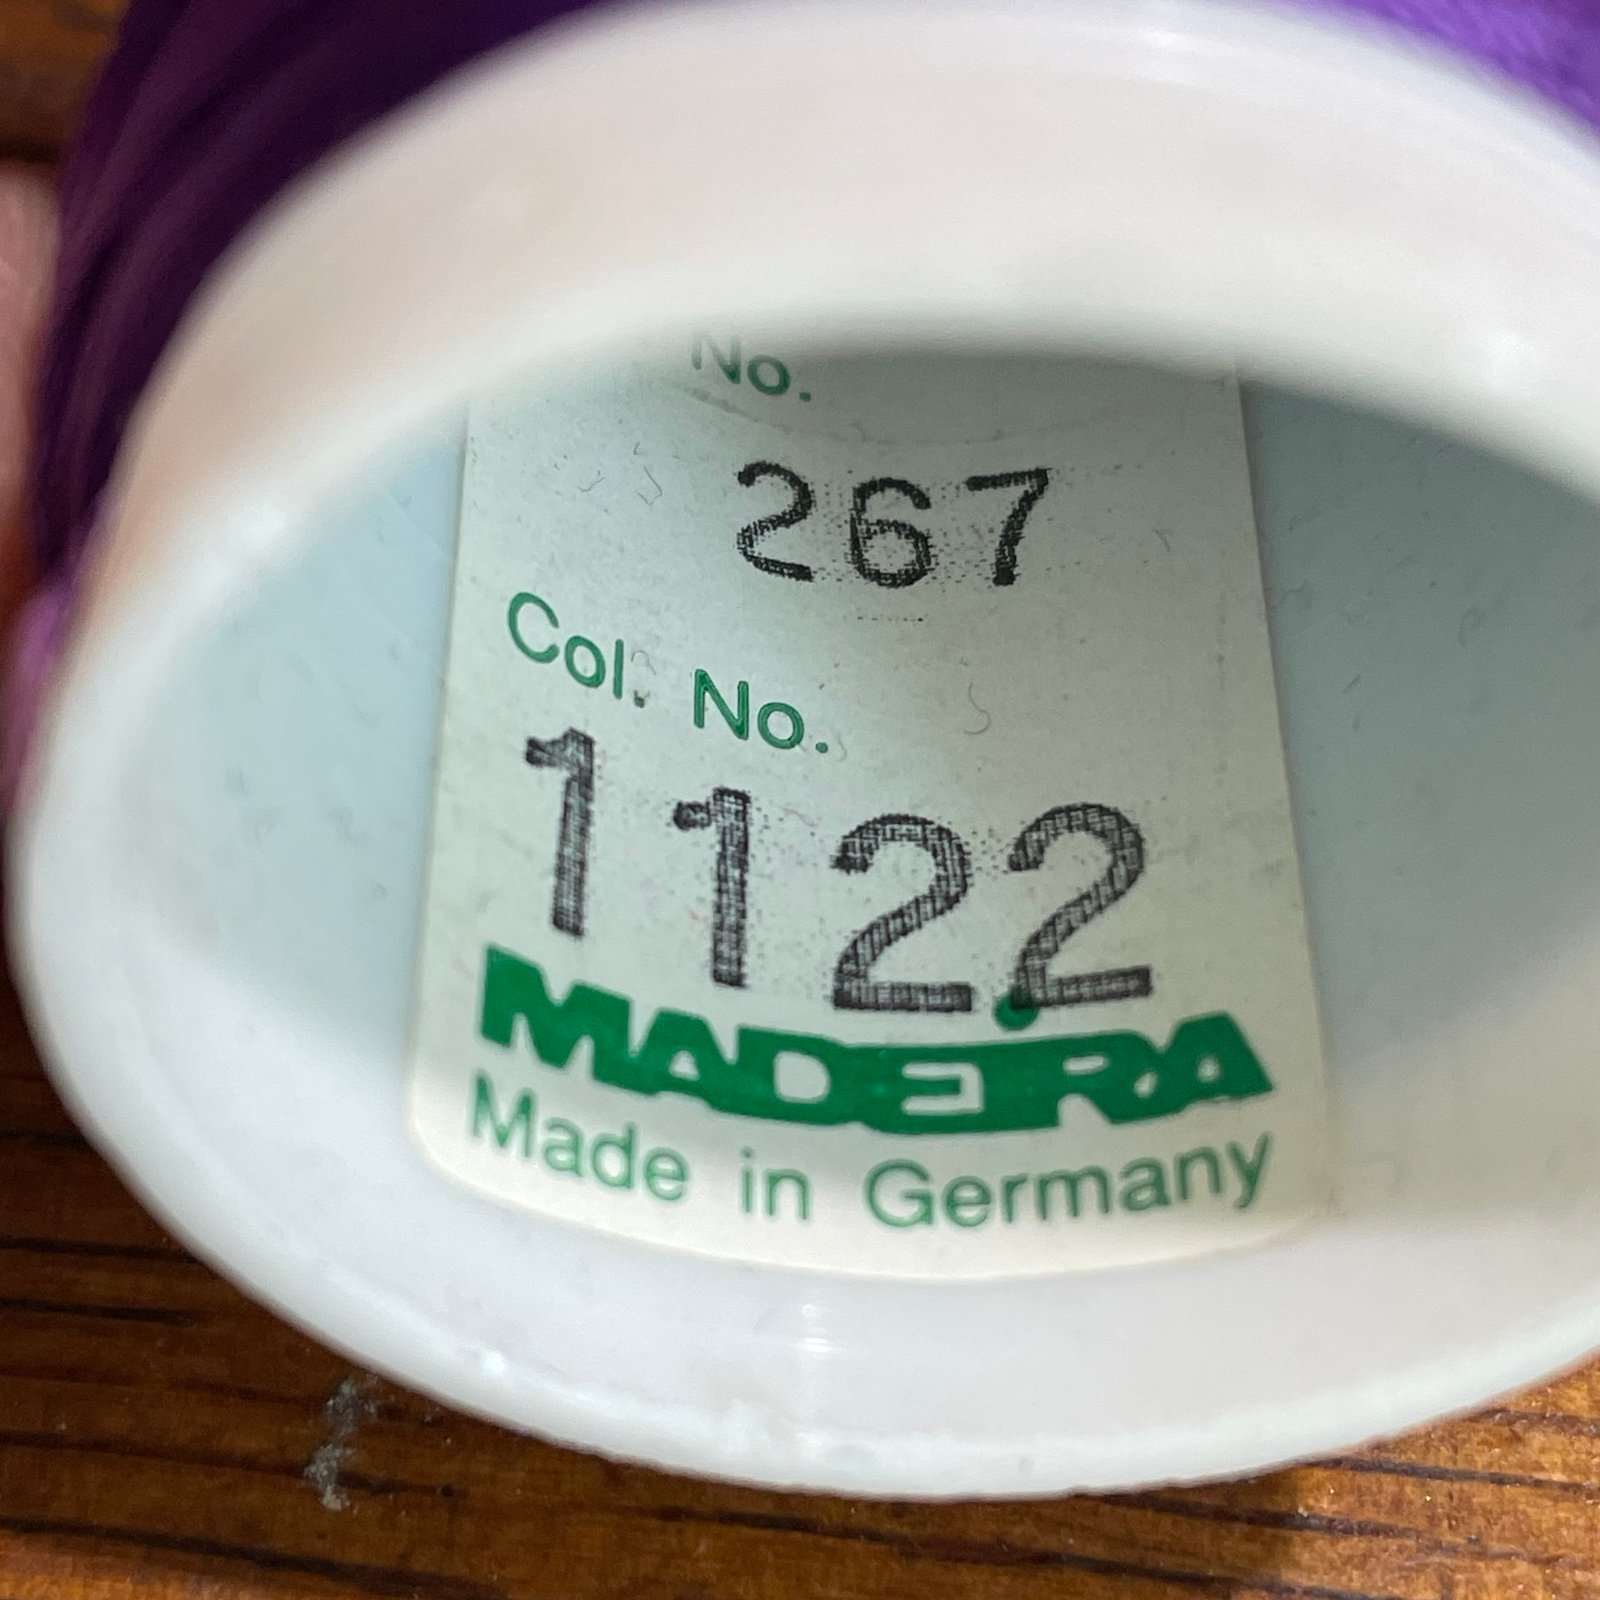 No.
267
Col. No.
1122
MADEIRA
Made in Germany